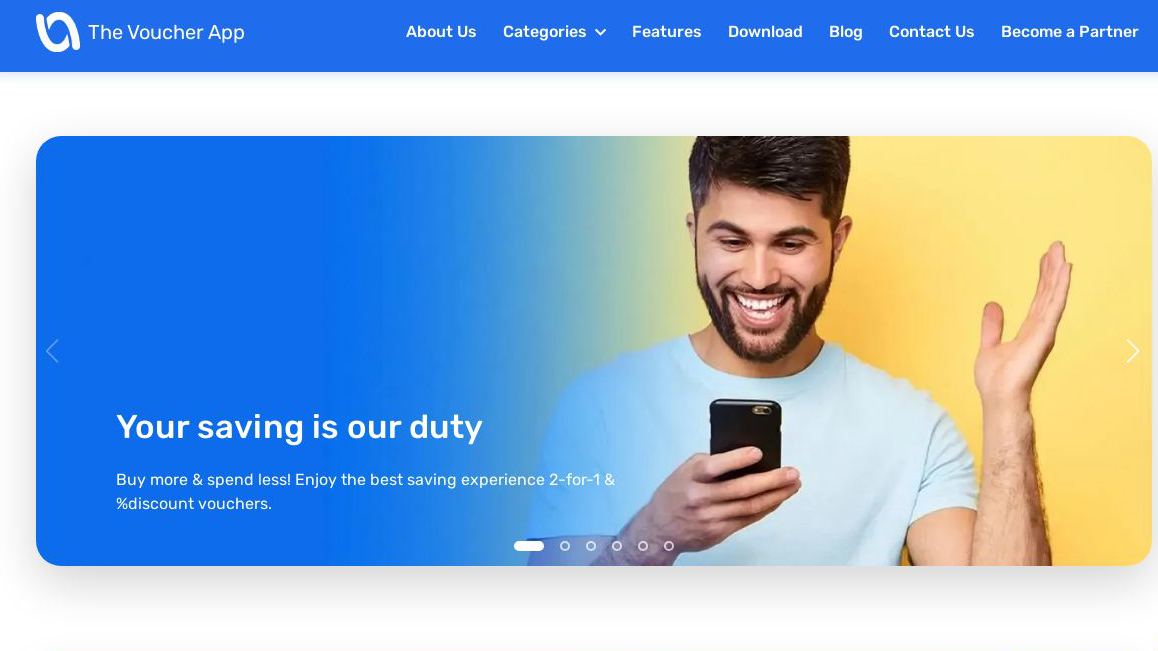 The Voucher App
About Us
Categories
Features
Download
Blog
Contact Us
Become a Partner
Your saving is our duty
Buy more & spend less! Enjoy the best saving experience 2-for-1 &
%discount vouchers.